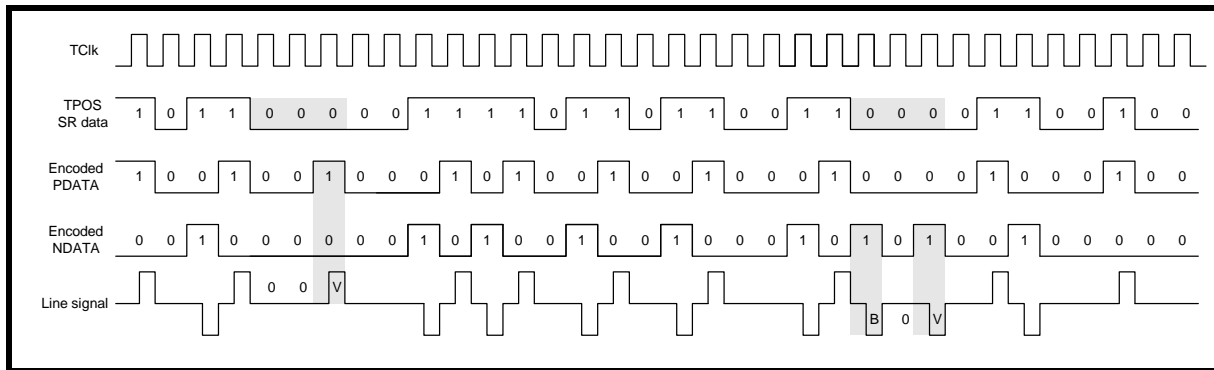 TClk
TPOS
SR data
1 0 1 1 0 0 0 0 0 1 1 1 1 0 1 1 0 1 1 0 0 1 1 0 0 0 0 1 1 0 0 1 0 0
Encoded
PDATA
1 0 0 1 0 0 1 0 0 0 1 0 1 0 0 1 0 0 1 0 0 0 1 0 0 0 0 1 0 0 0 1 0 0
Encoded
NDATA
0 0 1 0 0 0 0 0 0 1 0 1 0 0 1 0 0 1 0 0 0 1 0 1 0 1 0 0 1 0 0 0 0 0
Line signal
0 0 V
B 0 V